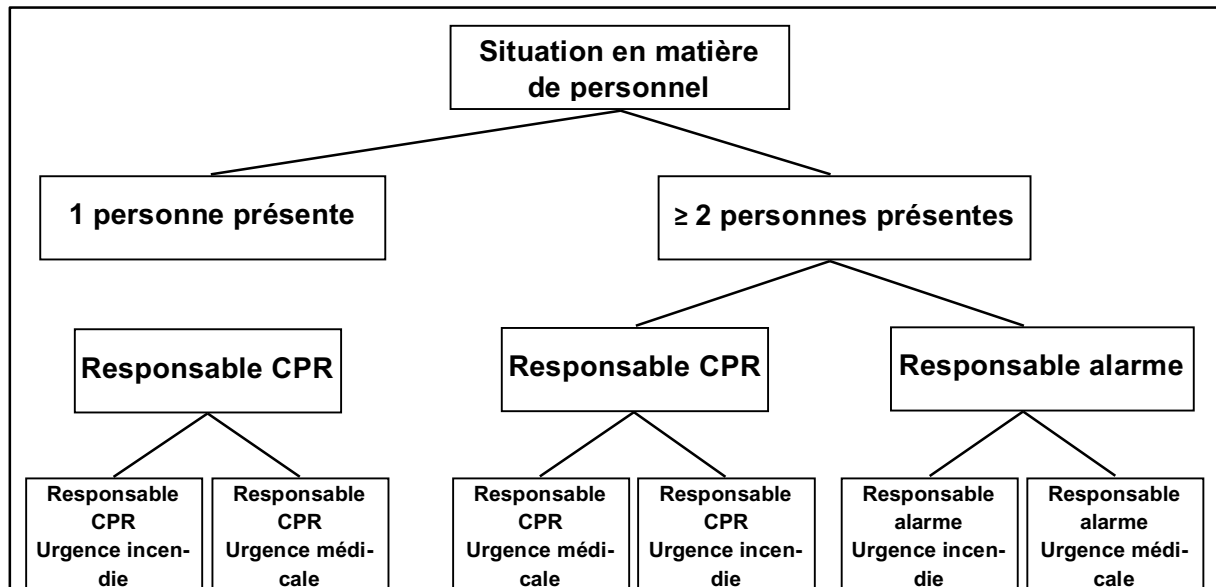 Situation en matière
de personnel
1 personne présente
≥ 2 personnes présentes
Responsable CPR
Responsable CPR
Responsable alarme
Responsable
CPR
Urgence incen-
die
Responsable
CPR
Urgence médi-
cale
Responsable
CPR
Urgence médi-
cale
Responsable
CPR
Urgence incen-
die
Responsable
alarme
Urgence incen-
die
Responsable
alarme
Urgence médi-
cale